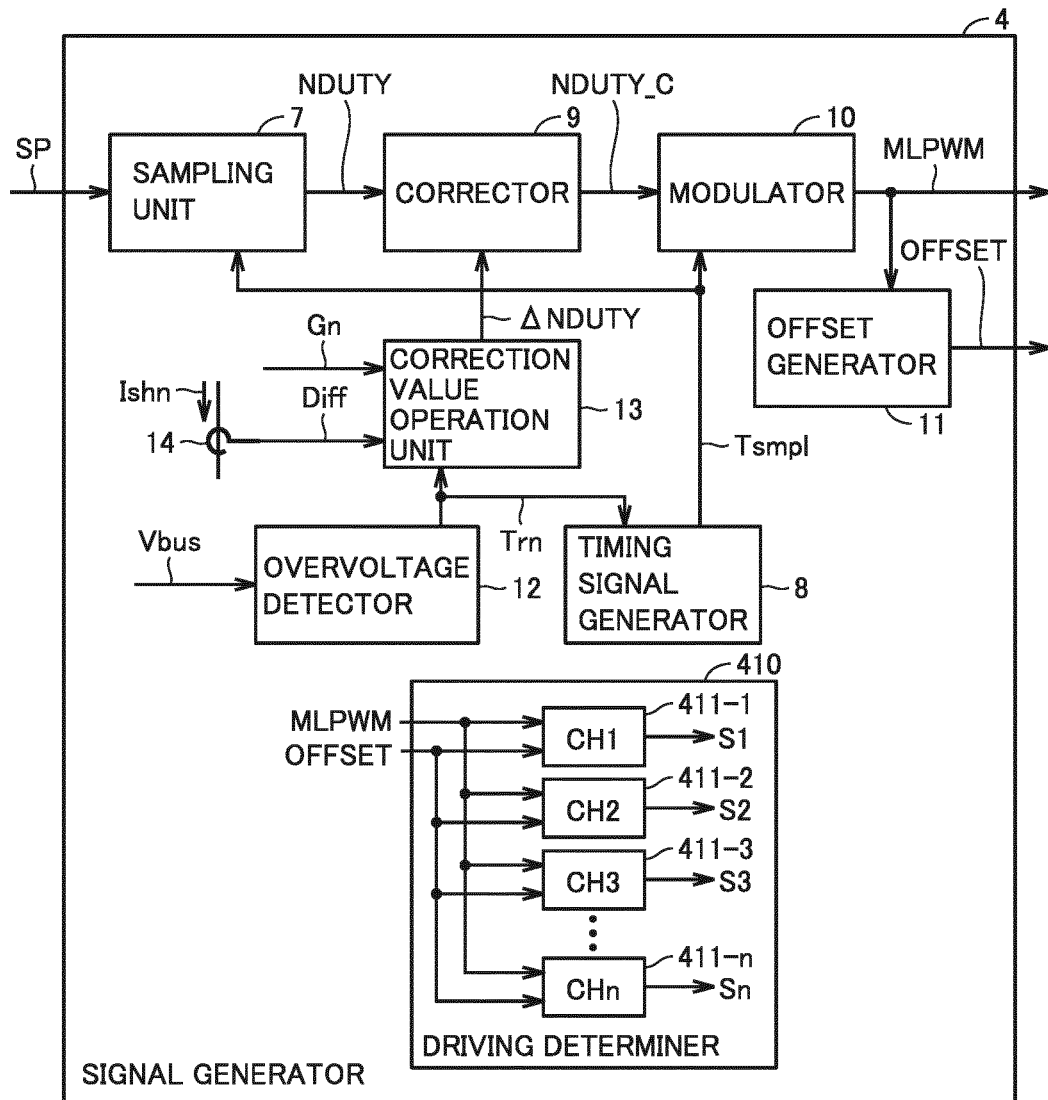 4
NDUTY
NDUTY_C
7
9
10
SP
MLPWM
SAMPLING
UNIT
CORRECTOR
MODULATOR
OFFSET
Gn
Δ NDUTY
OFFSET
GENERATOR
CORRECTION
VALUE
OPERATION
UNIT
Ishn
Diff
13
11
14
Tsmpl
Vbus
Trn
OVERVOLTAGE
DETECTOR
12
TIMING
SIGNAL
GENERATOR
8
410
MLPWM
OFFSET
411-1
CH1
S1
411-2
CH2
S2
411-3
CH3
S3
411-n
CHn
Sn
DRIVING DETERMINER
SIGNAL GENERATOR